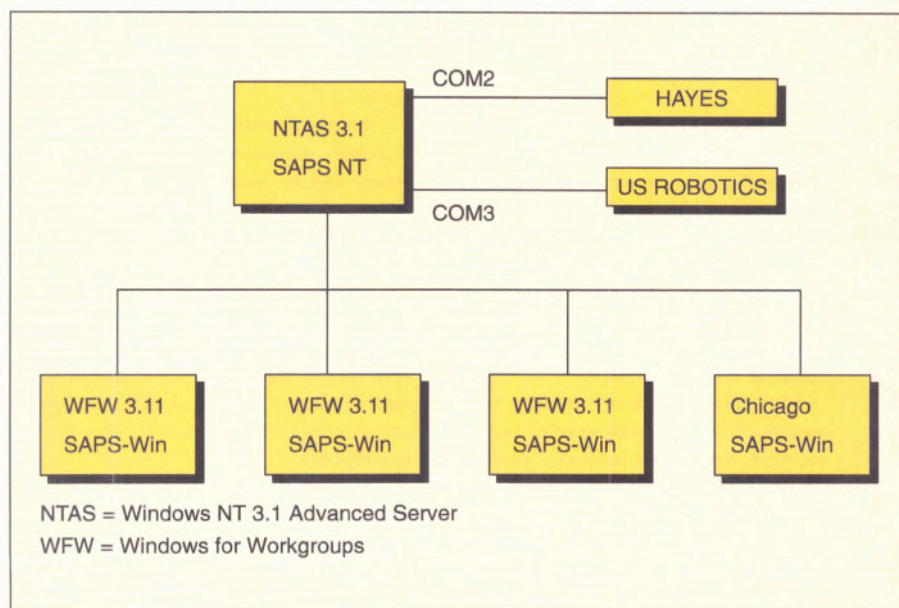 COM2
HAYES
NTAS 3.1
SAPS NT
US ROBOTICS
COM3
WFW 3.11
SAPS-Win
WFW 3.11
SAPS-Win
WFW 3.11
SAPS-Win
Chicago
SAPS-Win
NTAS = Windows NT 3.1 Advanced Server
WFW = Windows for Workgroups